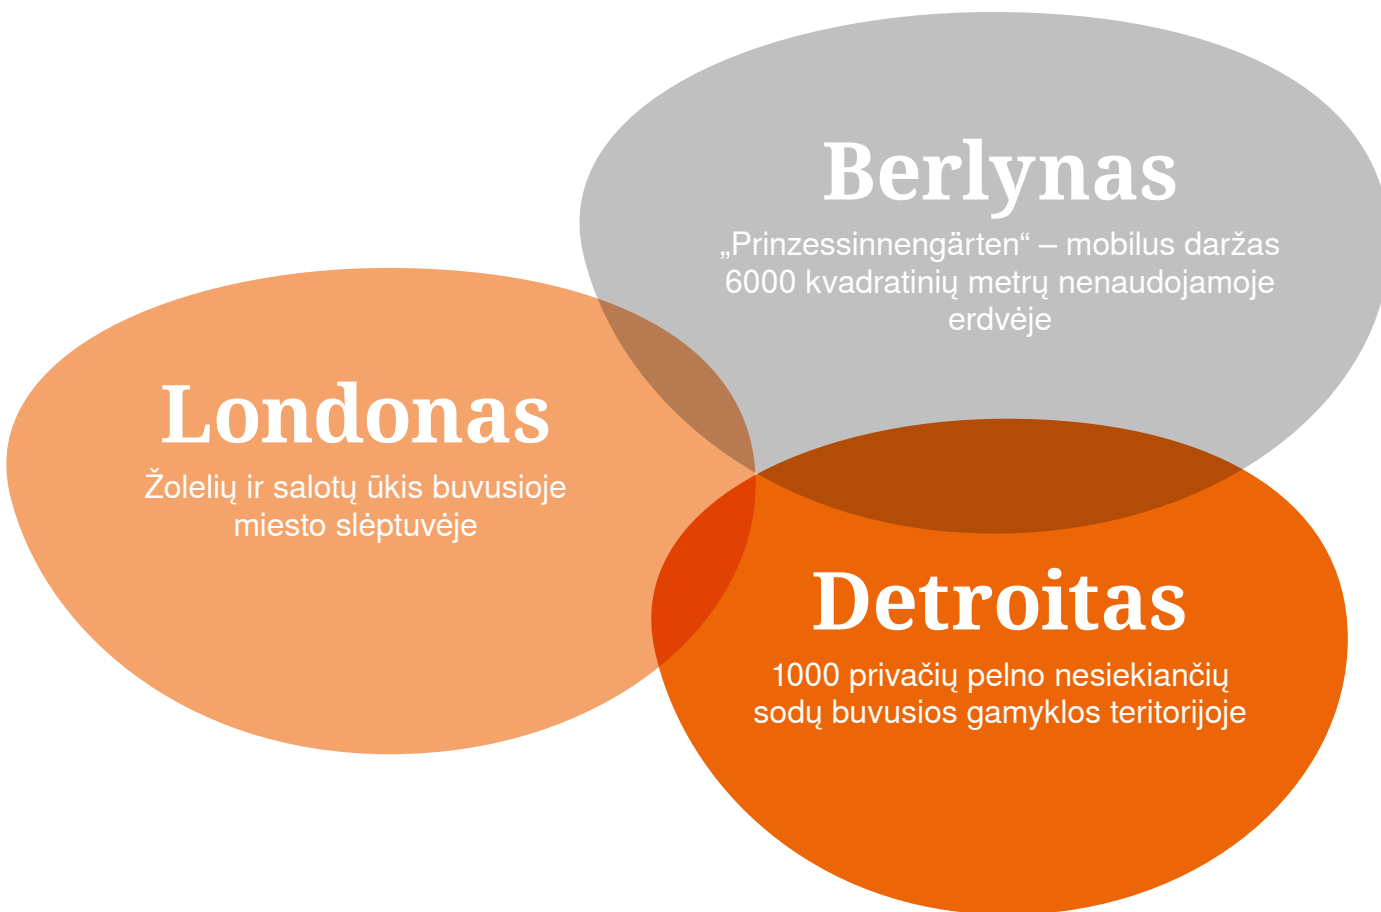 Berlynas
„Prinzessinnengärten“ – mobilus daržas
6000 kvadratinių metrų nenaudojamoje
erdvėje
Londonas
Žolelių ir salotų ūkis buvusioje
miesto slėptuvėje
Detroitas
1000 privačių pelno nesiekiančių
sodų buvusios gamyklos teritorijoje